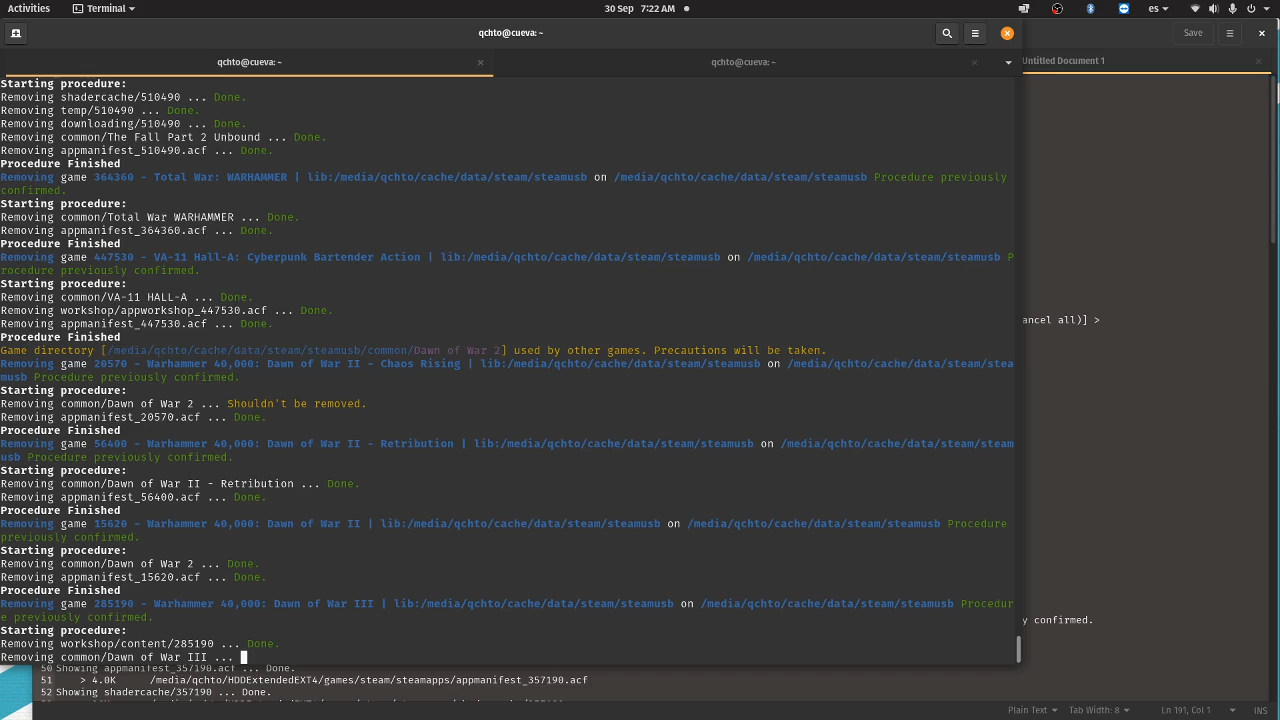 Activities
Terminal
30 Sep 7:22 AM
es
qchto@cueva: ~
Save
qchto@cueva: ~
qchto@cueva: ~
Untitled Document 1
Starting procedure:
Removing shadercache/510490 ... Done.
Removing temp/510490 ... Done.
Removing downloading/510490 ... Done.
Removing common/The Fall Part 2 Unbound ... Done.
Removing appmanifest_510490.acf ... Done.
Procedure Finished
Removing game 364360 - Total War: WARHAMMER | lib:/media/qchto/cache/data/steam/steamusb on /media/qchto/cache/data/steam/steamusb Procedure previously
confirmed.
Starting procedure:
Removing common/Total War WARHAMMER ... Done.
Removing appmanifest_364360.acf ... Done.
Procedure Finished
Removing game 447530 - VA-11 Hall-A: Cyberpunk Bartender Action | lib:/media/qchto/cache/data/steam/steamusb on /media/qchto/cache/data/steam/steamusb P
rocedure previously confirmed.
Starting procedure:
Removing common/VA-11 HALL-A ... Done.
Removing workshop/appworkshop_447530.acf ... Done.
Removing appmanifest_447530.acf ... Done.
Procedure Finished
Game directory [/media/qchto/cache/data/steam/steamusb/common/Dawn of War 2] used by other games. Precautions will be taken.
Removing game 20570 - Warhammer 40,000: Dawn of War II - Chaos Rising | lib:/media/qchto/cache/data/steam/steamusb on /media/qchto/cache/data/steam/stea
musb Procedure previously confirmed.
Starting procedure:
Removing common/Dawn of War 2 ... Shouldn't be removed.
Removing appmanifest_20570.acf ... Done.
Procedure Finished
Removing game 56400 - Warhammer 40,000: Dawn of War II - Retribution | lib:/media/qchto/cache/data/steam/steamusb on /media/qchto/cache/data/steam/steam
usb Procedure previously confirmed.
Starting procedure:
Removing common/Dawn of War II - Retribution ... Done.
Removing appmanifest_56400.acf ... Done.
Procedure Finished
Removing game 15620 - Warhammer 40,000: Dawn of War II | lib:/media/qchto/cache/data/steam/steamusb on /media/qchto/cache/data/steam/steamusb Procedure
previously confirmed.
Starting procedure:
Removing common/Dawn of War 2 ... Done.
Removing appmanifest_15620.acf ... Done.
Procedure Finished
Removing game 285190 - Warhammer 40,000: Dawn of War III | lib:/media/qchto/cache/data/steam/steamusb on /media/qchto/cache/data/steam/steamusb Procedur
e previously confirmed.
Starting procedure:
Removing workshop/content/285190 ... Done.
Removing common/Dawn of War III ...
ancel all)] >
y confirmed.
50 Showing appmanifest_357190.acf ... Done.
51 > 4.0K /media/qchto/HDDExtendedEXT4/games/steam/steamapps/appmanifest_357190.acf
52 Showing shadercache/357190 ... Done.
Plain Text
Tab Width: 8
Ln 191, Col 1
INS